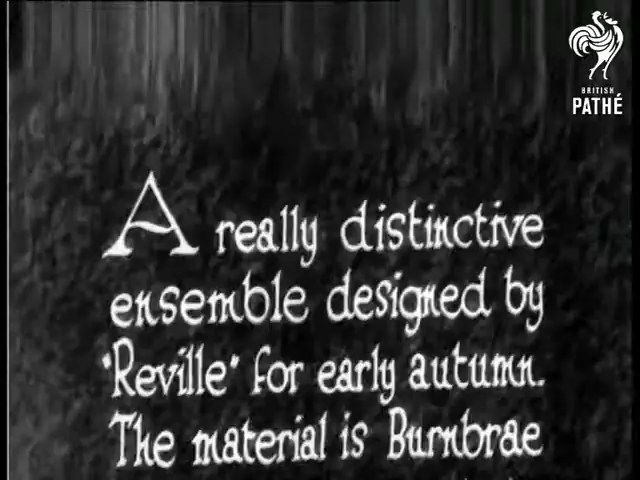 BRITISH
PATHÉ
A really distinctive
ensemble designed by
"Reville" for early autumn.
The material is Burnbrae